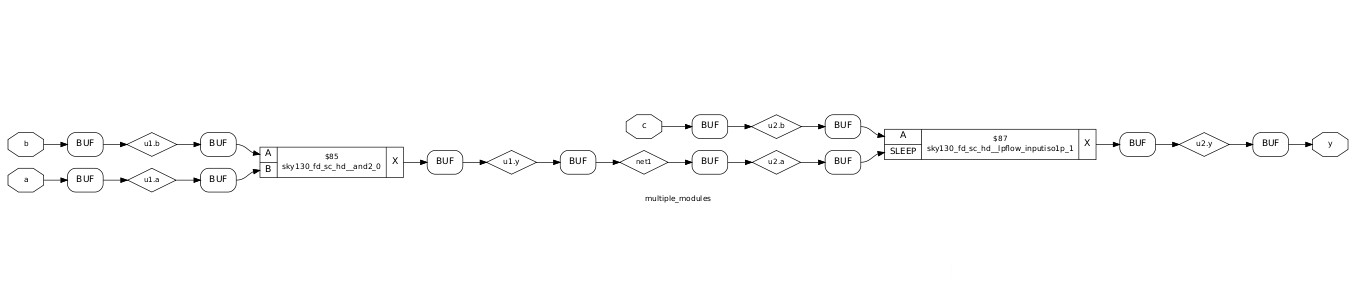 c BUF u2.b BUF
b BUF u1.b BUF
A
B
$85
sky130_fd_sc_hd__and2_0
X
BUF u1.y BUF net1 BUF u2.a BUF
A
SLEEP
$87
sky130_fd_sc_hd__lpflow_inputiso1p_1
X
BUF u2.y BUF y
a BUF u1.a BUF
multiple_modules